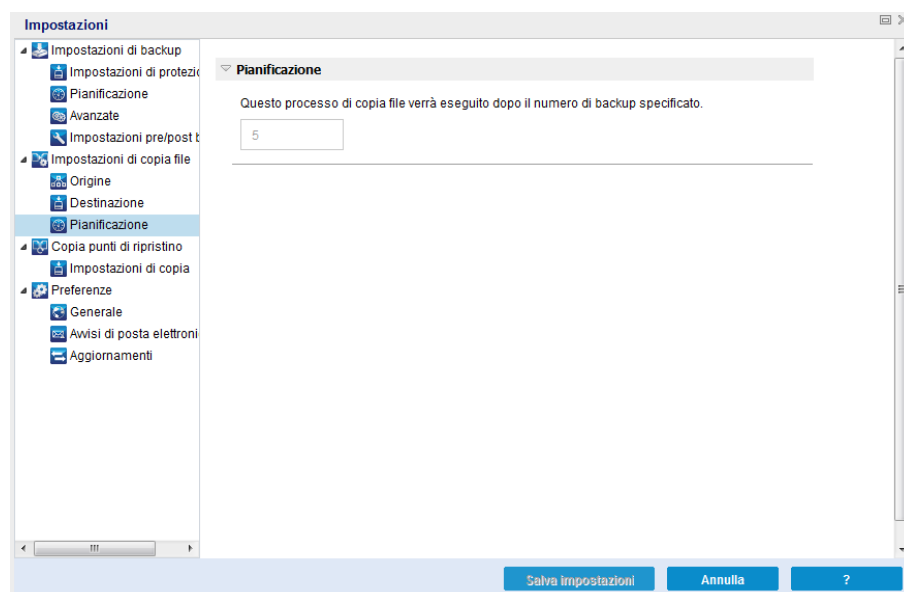 Impostazioni
Impostazioni di backup
Impostazioni di protezio
Pianificazione
Avanzate
Impostazioni pre/post b
Impostazioni di copia file
Origine
Destinazione
Pianificazione
Copia punti di ripristino
Impostazioni di copia
Preferenze
Generale
Avvisi di posta elettroni
Aggiornamenti
Pianificazione
Questo processo di copia file verrà eseguito dopo il numero di backup specificato.
5
Salva impostazioni
Annulla
?